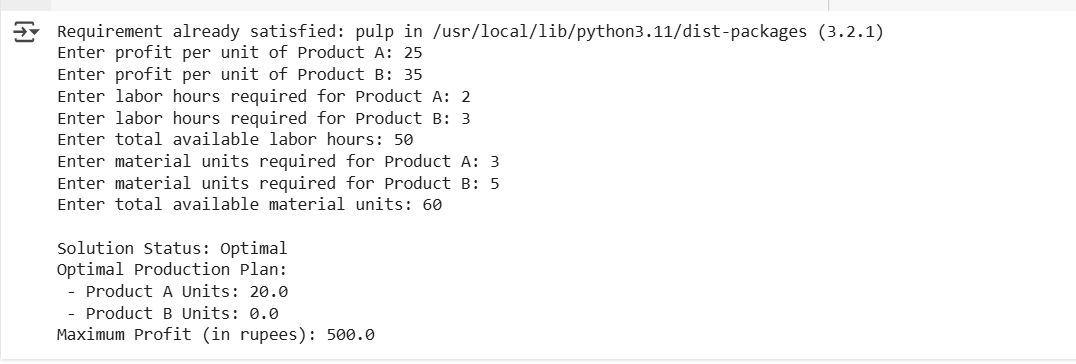 Requirement already satisfied: pulp in /usr/local/lib/python3.11/dist-packages (3.2.1)
Enter profit per unit of Product A: 25
Enter profit per unit of Product B: 35
Enter labor hours required for Product A: 2
Enter labor hours required for Product B: 3
Enter total available labor hours: 50
Enter material units required for Product A: 3
Enter material units required for Product B: 5
Enter total available material units: 60

Solution Status: Optimal
Optimal Production Plan:
 - Product A Units: 20.0
 - Product B Units: 0.0
Maximum Profit (in rupees): 500.0